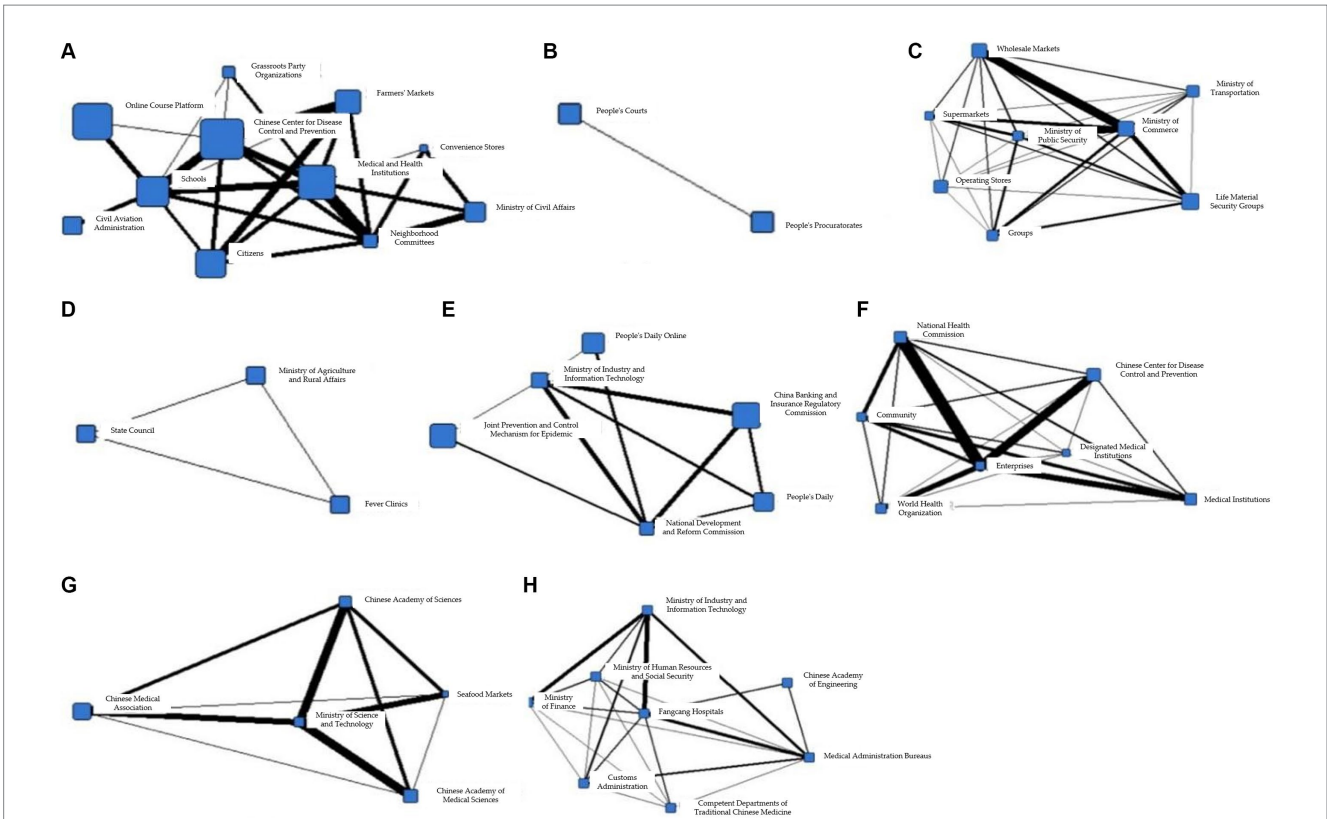 A
Grassroots Party
Organizations
Online Course Platform
Farmers' Markets
Chinese Center for Disease
Control and Prevention
Convenience Stores
Medical and Health
Institutions
Schools
Ministry of Civil Affairs
Civil Aviation
Administration
Neighborhood
Committees
Citizens
B
People's Courts
People's Procuratorates
C
Wholesale Markets
Ministry of
Transportation
Supermarkets
Ministry of
Commerce
Ministry of
Public Security
Operating Stores
Life Material
Security Groups
Groups
D
Ministry of Agriculture
and Rural Affairs
State Council
Fever Clinics
E
People's Daily Online
Ministry of Industry and
Information Technology
China Banking and
Insurance Regulatory
Commission
Joint Prevention and Control
Mechanism for Epidemic
People's Daily
National Development
and Reform Commission
F
National Health
Commission
Chinese Center for Disease
Control and Prevention
Community
Designated Medical
Institutions
Enterprises
World Health
Organization
Medical Institutions
G
Chinese Academy of Sciences
Chinese Medical
Association
Seafood Markets
Ministry of Science
and Technology
Chinese Academy of
Medical Sciences
H
Ministry of Industry and
Information Technology
Ministry of Human Resources
and Social Security
Chinese Academy
of Engineering
Ministry
of Finance
Fangcang Hospitals
Medical Administration Bureaus
Customs
Administration
Competent Departments of
Traditional Chinese Medicine